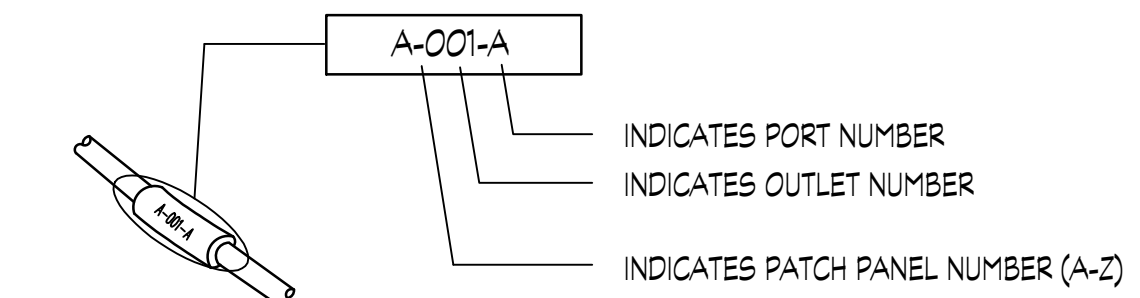 A-001-A
INDICATES PORT NUMBER
INDICATES OUTLET NUMBER
A-001-A
INDICATES PATCH PANEL NUMBER (A-Z)